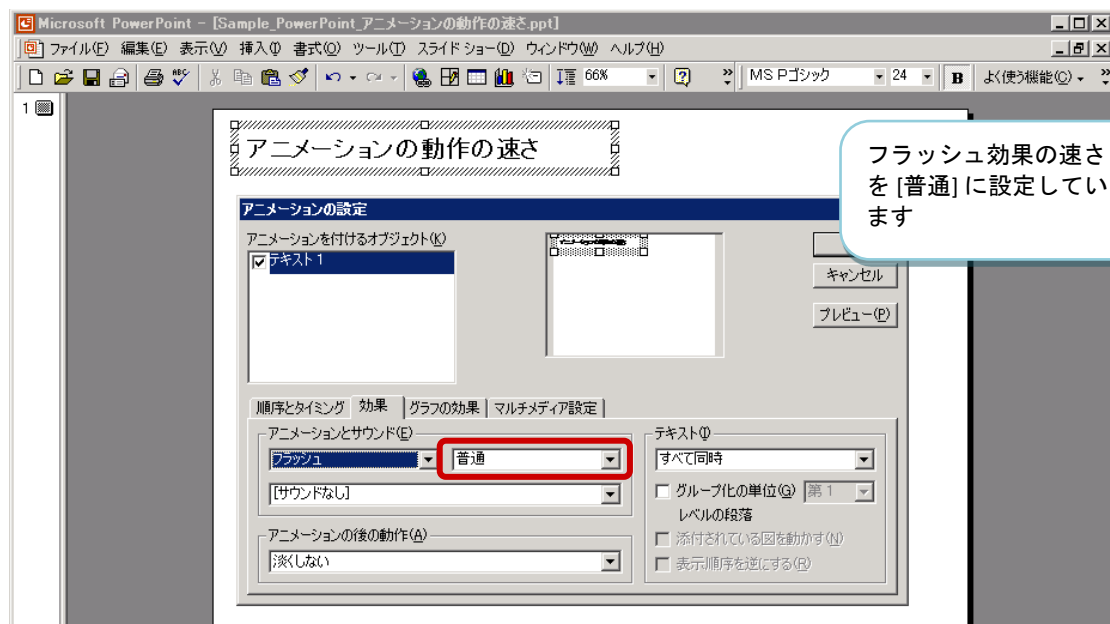 Microsoft PowerPoint - [Sample_PowerPoint_アニメーションの動作の速さ.ppt]
ファイル(F) 編集(E) 表示(V) 挿入(I) 書式(O) ツール(T) スライド ショー(D) ウィンドウ(W) ヘルプ(H)
66% MS Pゴシック 24 B よく使う機能(C)
1
アニメーションの動作の速さ
フラッシュ効果の速さ
を [普通] に設定してい
ます
アニメーションの設定
アニメーションを付けるオブジェクト(K)
テキスト 1
キャンセル
プレビュー(P)
順序とタイミング 効果 グラフの効果 マルチメディア設定
アニメーションとサウンド(E)
フラッシュ 普通
[サウンドなし]
アニメーションの後の動作(A)
淡くしない
テキスト(I)
すべて同時
グループ化の単位(G) 第 1
レベルの段落
添付されている図を動かす(N)
表示順序を逆にする(R)